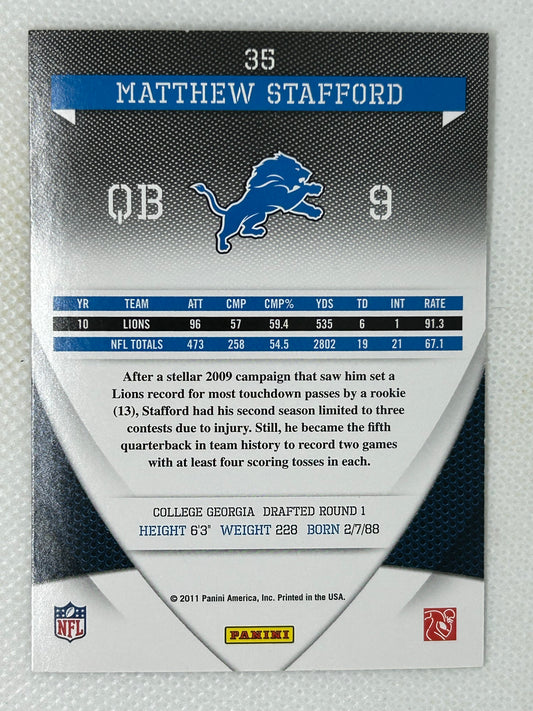 35
MATTHEW STAFFORD
QB 9
YR TEAM ATT CMP CMP% YDS TD INT RATE
10 LIONS 96 57 59.4 535 6 1 91.3
NFL TOTALS 473 258 54.5 2802 19 21 67.1
After a stellar 2009 campaign that saw him set a
Lions record for most touchdown passes by a rookie
(13), Stafford had his second season limited to three
contests due to injury. Still, he became the fifth
quarterback in team history to record two games
with at least four scoring tosses in each.
COLLEGE GEORGIA DRAFTED ROUND 1
HEIGHT 6'3" WEIGHT 228 BORN 2/7/88
© 2011 Panini America, Inc. Printed in the USA.
NFL
PANINI